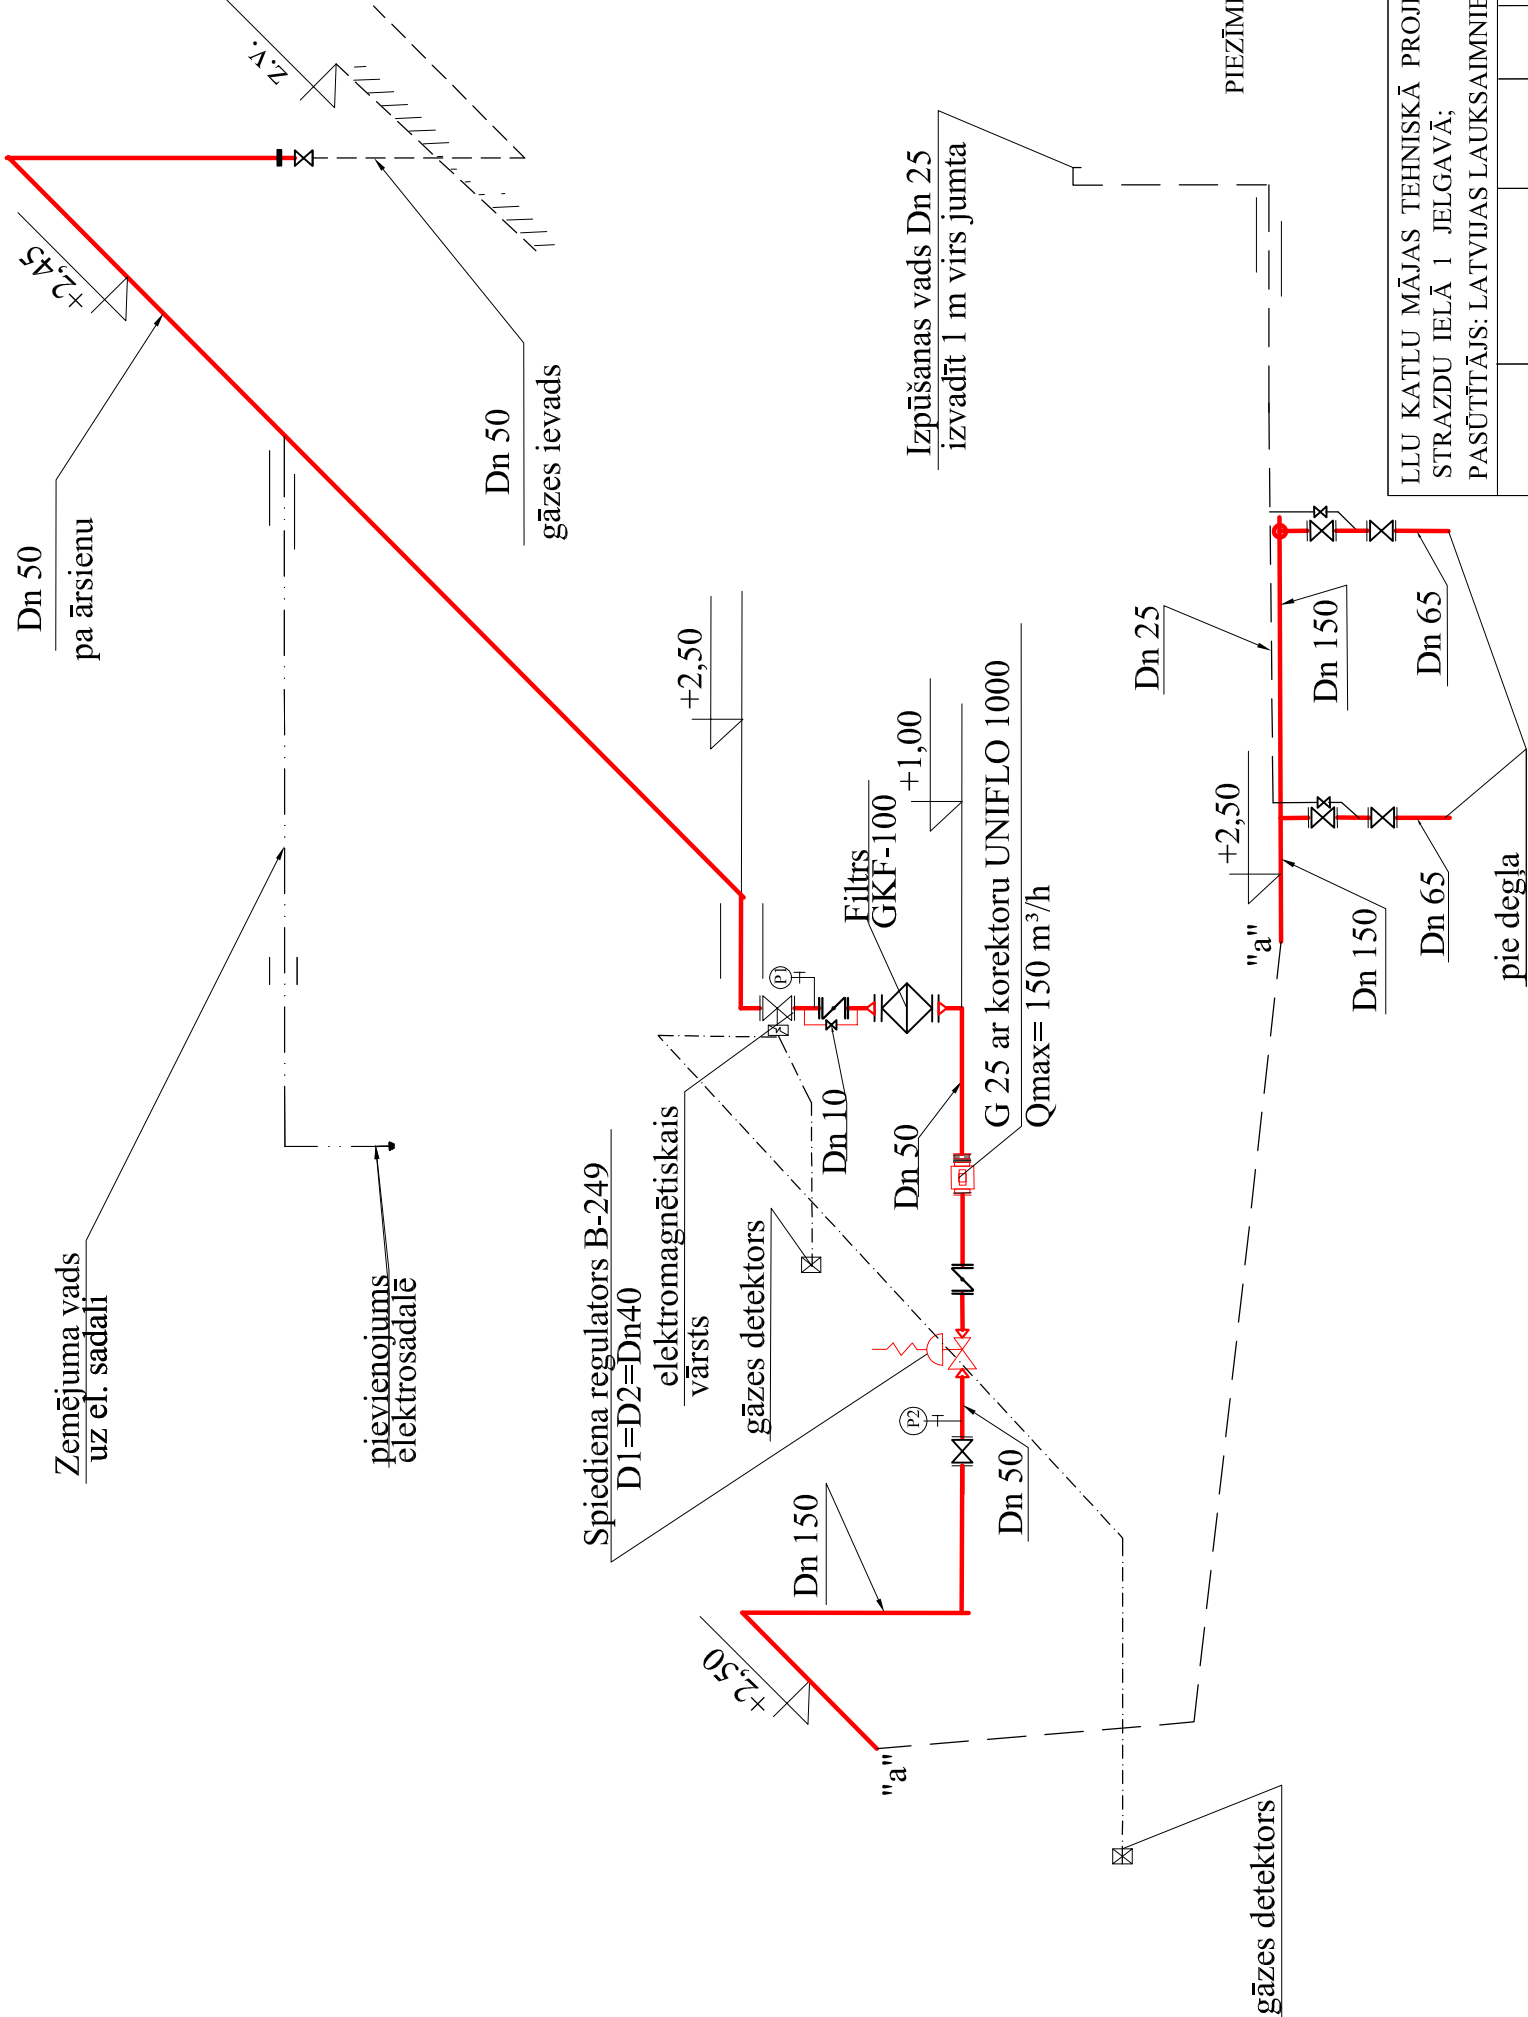 Zemējuma vads
uz el. sadali
pievienojums
elektrosadalē
Dn 50
pa ārsienu
+2,45
z.v.
Dn 50
gāzes ievads
Spiediena regulators B-249
D1=D2=Dn40
elektromagnētiskais
vārsts
gāzes detektors
+2,50
P1
Dn 10
Filtrs
GKF-100
+1,00
Dn 50
G 25 ar korektoru UNIFLO 1000
Qmax= 150 m³/h
Izpūšanas vads Dn 25
izvadīt 1 m virs jumta
+2,50
Dn 150
P2
Dn 50
"a"
gāzes detektors
Dn 25
+2,50
"a"
Dn 150
Dn 150
Dn 65
Dn 65
pie degļa
PIEZĪM
LLU KATLU MĀJAS TEHNISKĀ PROJ
STRAZDU IELĀ 1 JELGAVĀ;
PASŪTĪTĀJS: LATVIJAS LAUKSAIMNIE